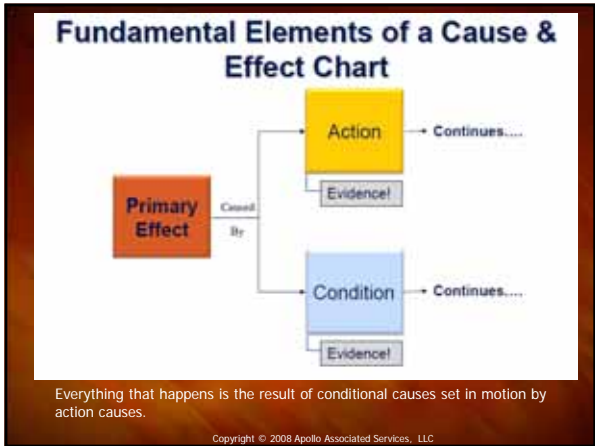 Fundamental Elements of a Cause &
Effect Chart
Action
Continues....
Evidence!
Primary
Effect
Caused
By
Condition
Continues....
Evidence!
Everything that happens is the result of conditional causes set in motion by
action causes.
Copyright © 2008 Apollo Associated Services, LLC